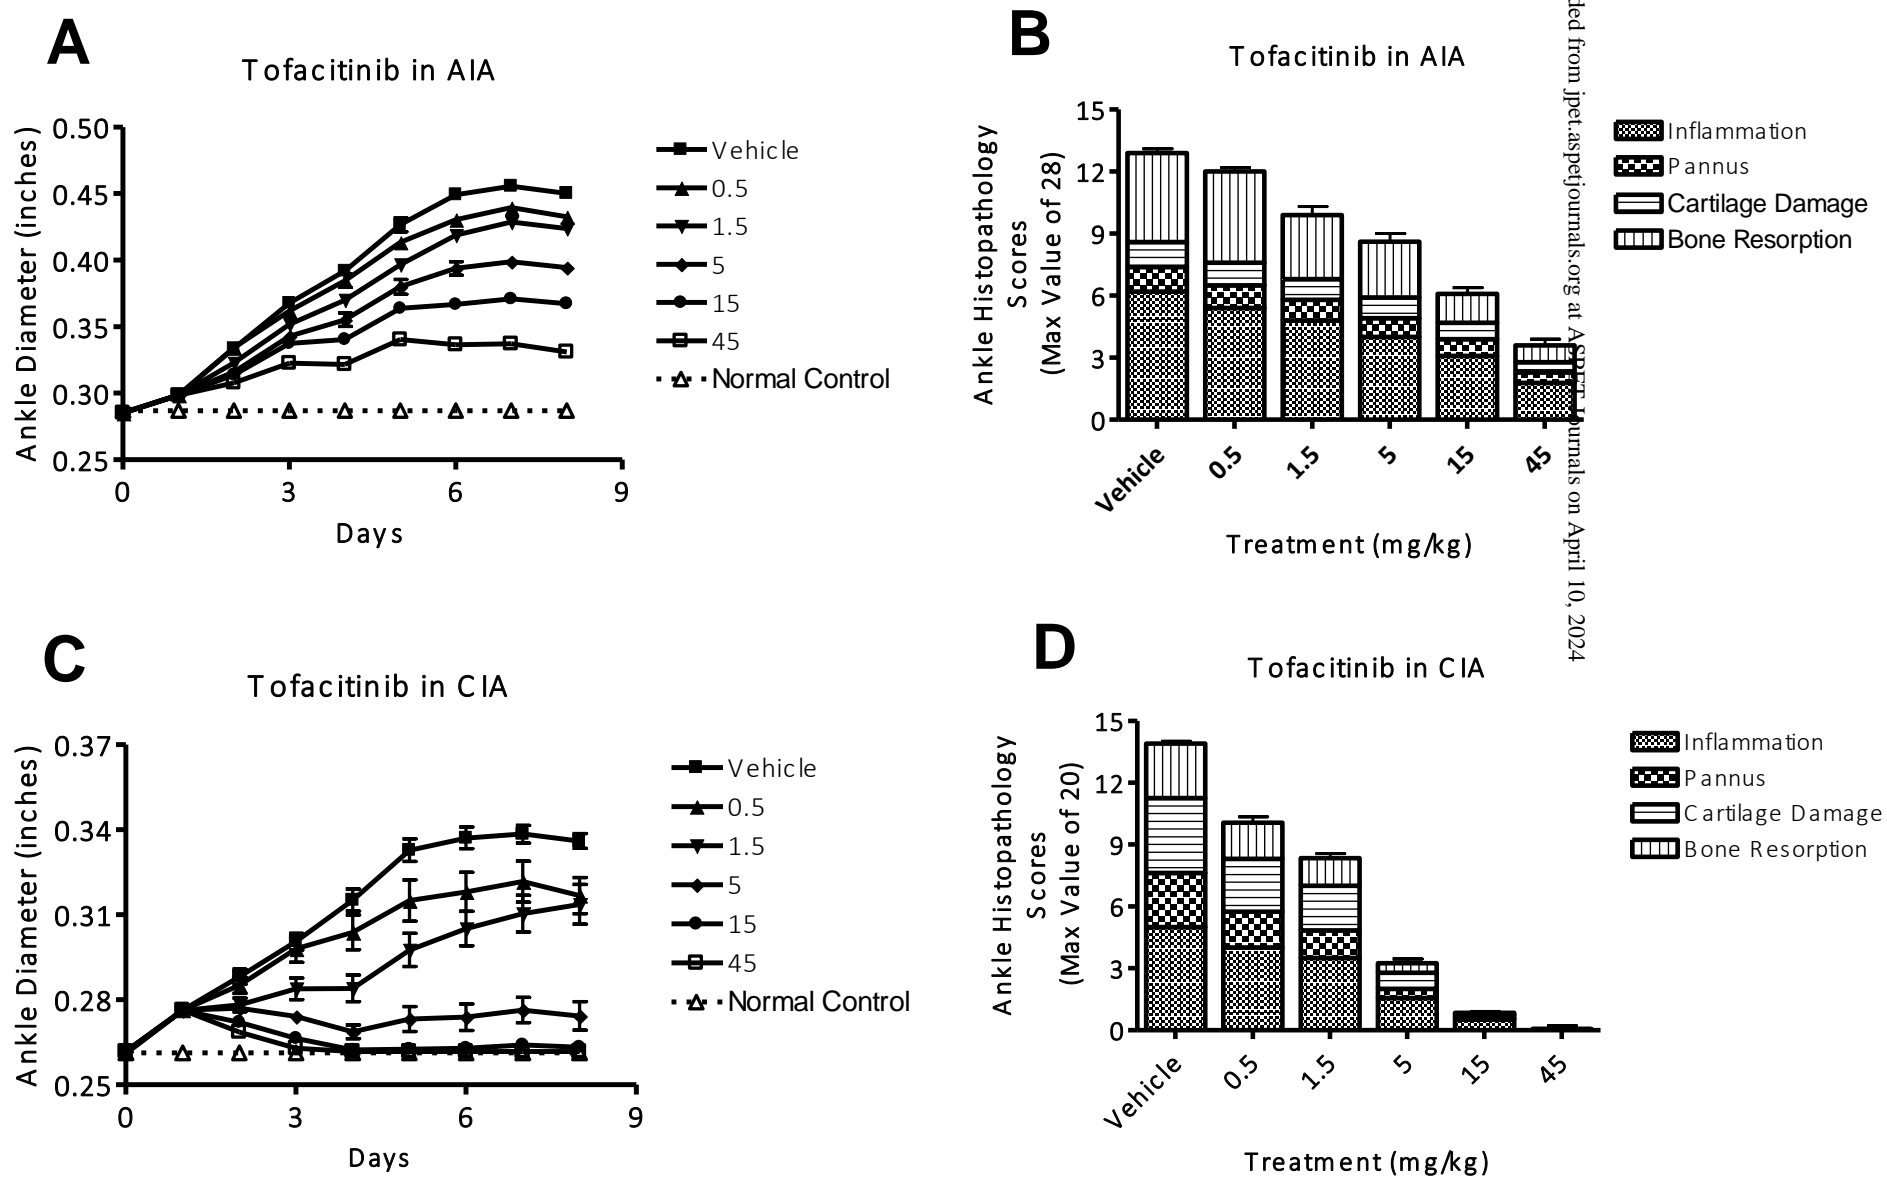 A
Tofacitinib in AIA
Ankle Diameter (inches)
0.50
0.45
0.40
0.35
0.30
0.25
0
3
6
9
Days
Vehicle
0.5
1.5
5
15
45
Normal Control
B
Tofacitinib in AIA
Ankle Histopathology
Scores
(Max Value of 28)
15
12
9
6
3
0
Vehicle
0.5
1.5
5
15
45
Treatment (mg/kg)
Inflammation
Pannus
Cartilage Damage
Bone Resorption
ded from jpet.aspetjournals.org at ASPET Journals on April 10, 2024
C
Tofacitinib in CIA
Ankle Diameter (inches)
0.37
0.34
0.31
0.28
0.25
0
3
6
9
Days
Vehicle
0.5
1.5
5
15
45
Normal Control
D
Tofacitinib in CIA
Ankle Histopathology
Scores
(Max Value of 20)
15
12
9
6
3
0
Vehicle
0.5
1.5
5
15
45
Treatment (mg/kg)
Inflammation
Pannus
Cartilage Damage
Bone Resorption